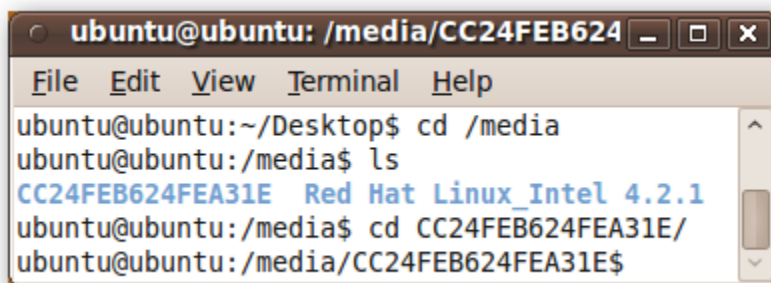 ubuntu@ubuntu: /media/CC24FEB624
File Edit View Terminal Help
ubuntu@ubuntu:~/Desktop$ cd /media
ubuntu@ubuntu:/media$ ls
CC24FEB624FEA31E  Red Hat Linux_Intel 4.2.1
ubuntu@ubuntu:/media$ cd CC24FEB624FEA31E/
ubuntu@ubuntu:/media/CC24FEB624FEA31E$